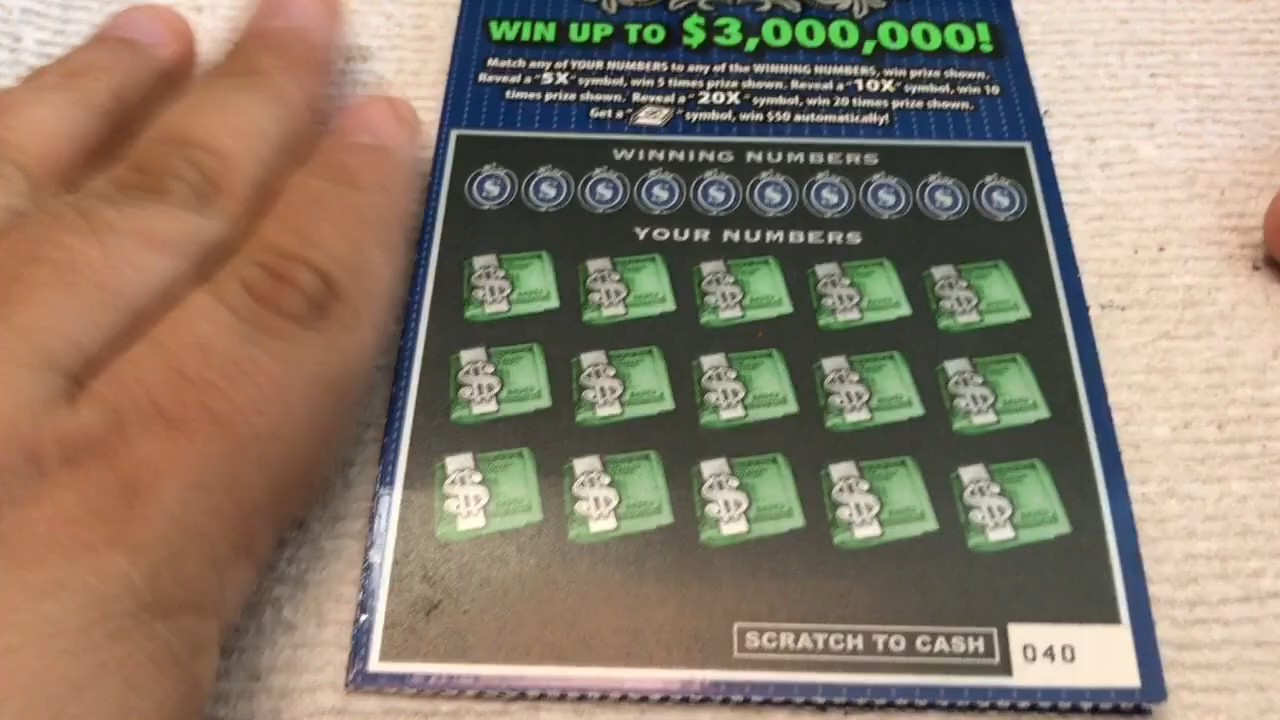 WIN UP TO $3,000,000!
Match any of YOUR NUMBERS to any of the WINNING NUMBERS, win prize shown.
Reveal a "5X" symbol, win 5 times prize shown. Reveal a "10X" symbol, win 10
times prize shown. Reveal a "20X" symbol, win 20 times prize shown.
Get a " " symbol, win $50 automatically!
WINNING NUMBERS
$ $ $ $ $ $ $ $ $ $
YOUR NUMBERS
$ $ $ $ $
$ $ $ $ $
$ $ $ $ $
SCRATCH TO CASH
040